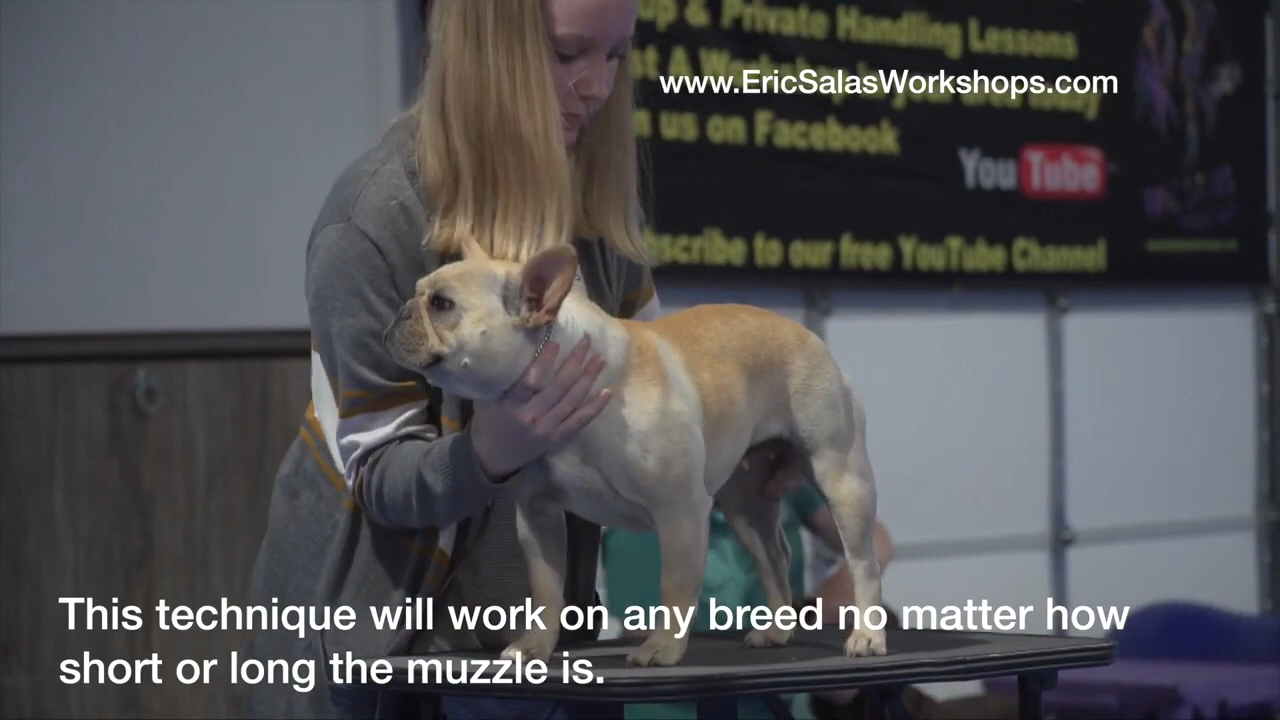 up & Private Handling Lessons
www.EricSalasWorkshops.com
us on Facebook
YouTube
to our free YouTube Channel
This technique will work on any breed no matter how
short or long the muzzle is.